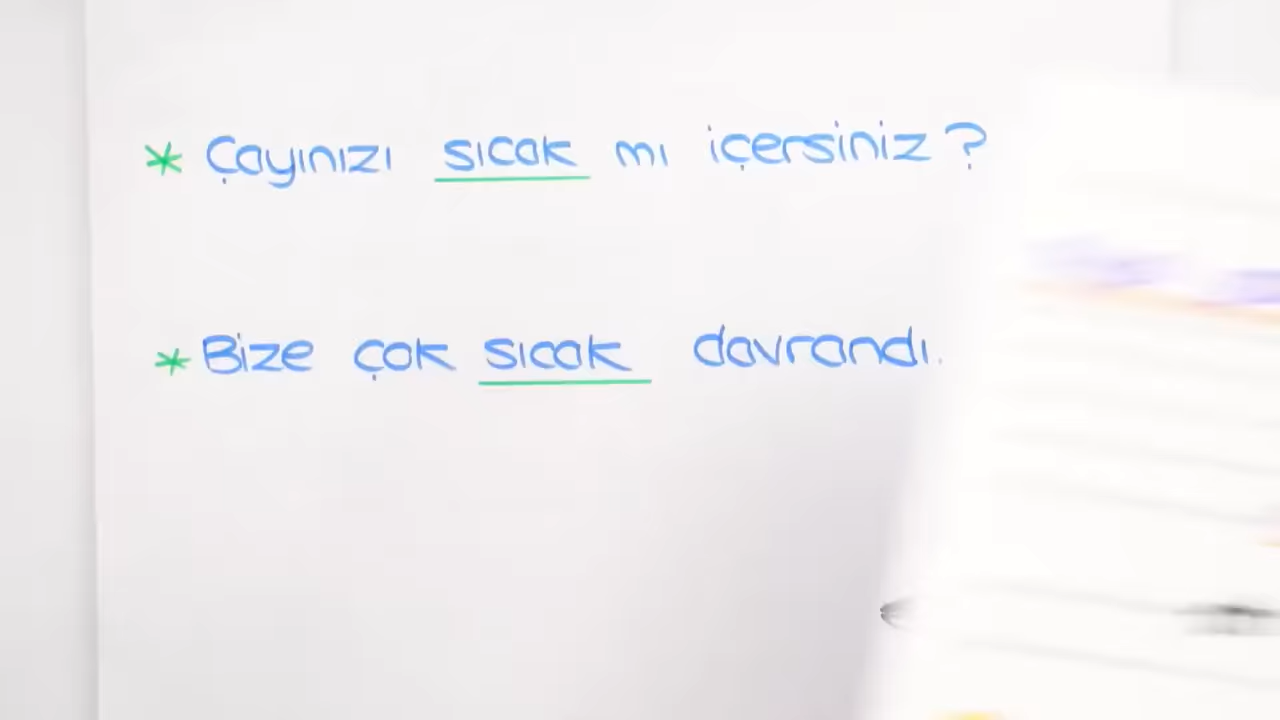 * Çayınızı sıcak mı içersiniz?
* Bize çok sıcak davrandı.